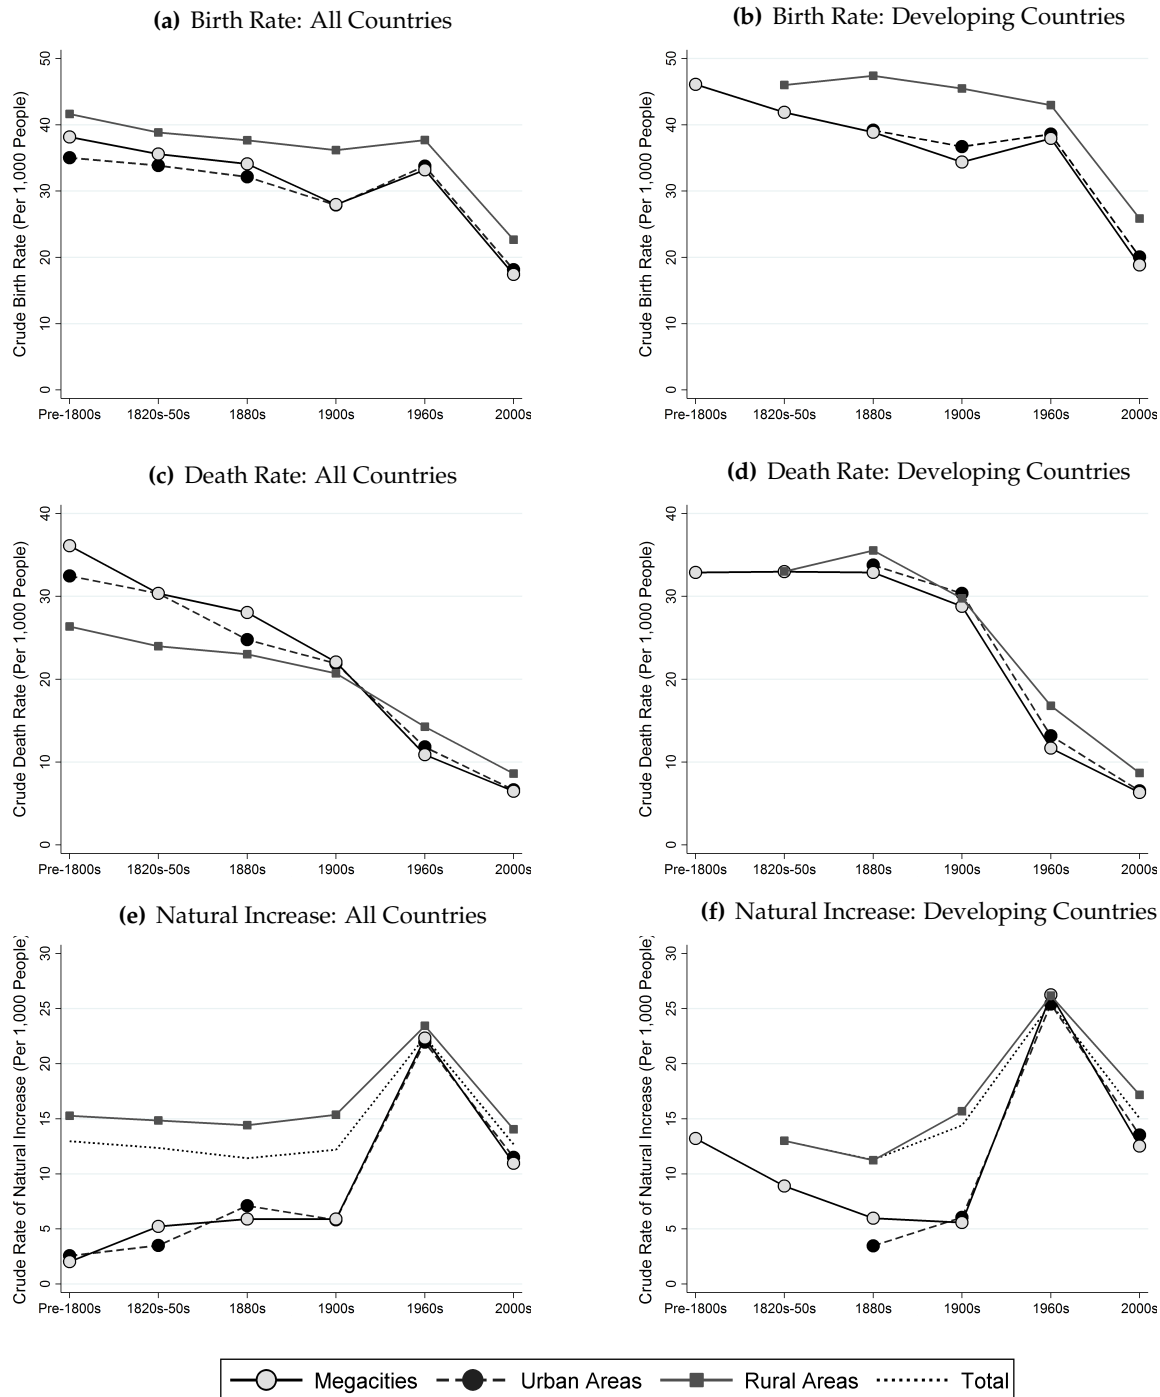 (a) Birth Rate: All Countries
Crude Birth Rate (Per 1,000 People)
50
40
30
20
10
0
Pre-1800s 1820s-50s 1880s 1900s 1960s 2000s
(b) Birth Rate: Developing Countries
Crude Birth Rate (Per 1,000 People)
50
40
30
20
10
0
Pre-1800s 1820s-50s 1880s 1900s 1960s 2000s
(c) Death Rate: All Countries
Crude Death Rate (Per 1,000 People)
40
30
20
10
0
Pre-1800s 1820s-50s 1880s 1900s 1960s 2000s
(d) Death Rate: Developing Countries
Crude Death Rate (Per 1,000 People)
40
30
20
10
0
Pre-1800s 1820s-50s 1880s 1900s 1960s 2000s
(e) Natural Increase: All Countries
Crude Rate of Natural Increase (Per 1,000 People)
30
25
20
15
10
5
0
Pre-1800s 1820s-50s 1880s 1900s 1960s 2000s
(f) Natural Increase: Developing Countries
Crude Rate of Natural Increase (Per 1,000 People)
30
25
20
15
10
5
0
Pre-1800s 1820s-50s 1880s 1900s 1960s 2000s
Megacities Urban Areas Rural Areas Total